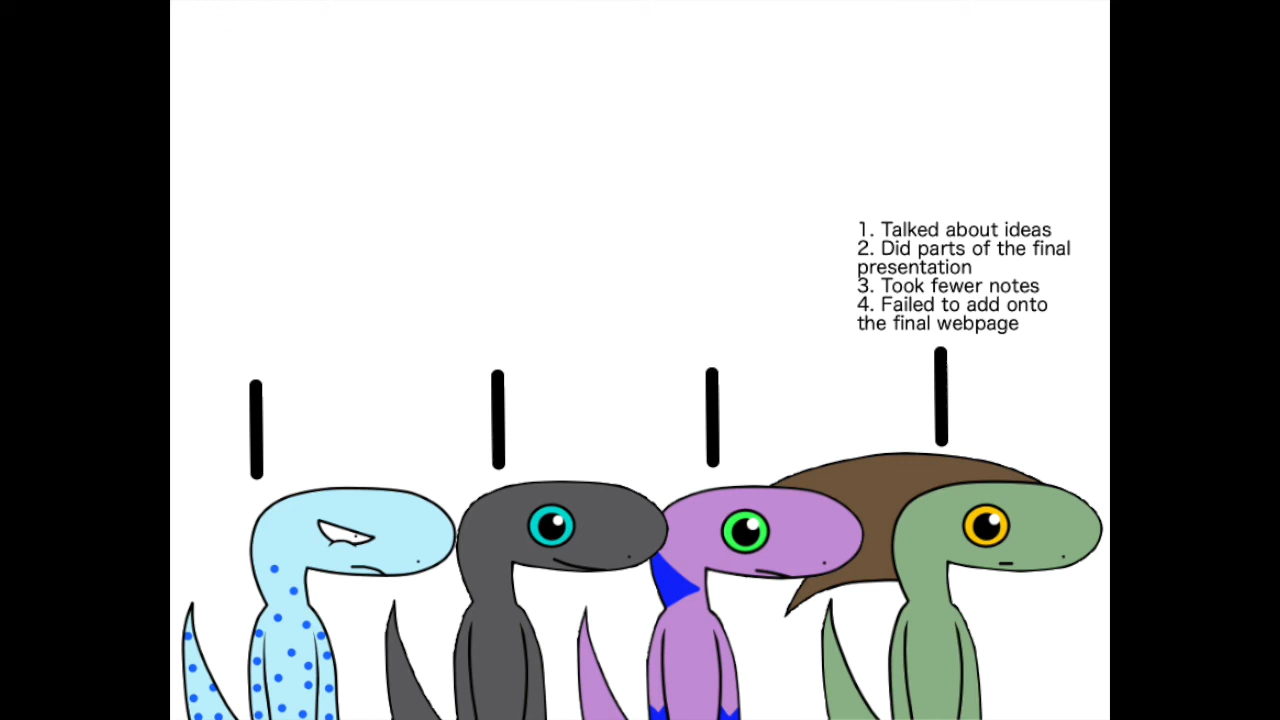 1. Talked about ideas
2. Did parts of the final
presentation
3. Took fewer notes
4. Failed to add onto
the final webpage